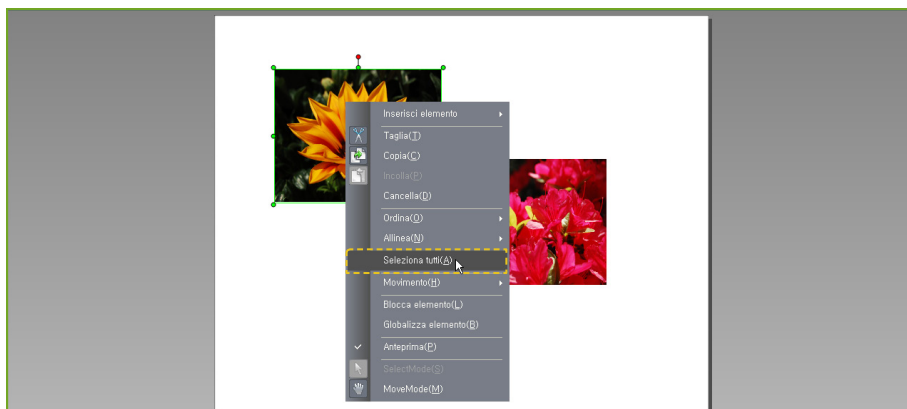 Inserisci elemento
Taglia(T)
Copia(C)
Incolla(P)
Cancella(D)
Ordina(O)
Allinea(N)
Seleziona tutti(A)
Movimento(H)
Blocca elemento(L)
Globalizza elemento(B)
Anteprima(P)
SelectMode(S)
MoveMode(M)